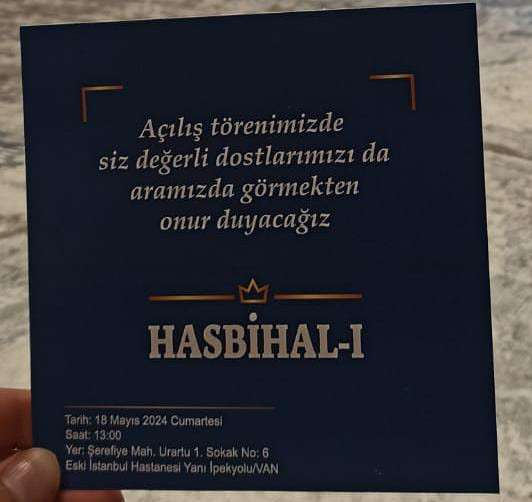 Açılış törenimizde
siz değerli dostlarımızı da
aramızda görmekten
onur duyacağız
HASBİHAL-I
Tarih: 18 Mayıs 2024 Cumartesi
Saat: 13:00
Yer: Şerefiye Mah. Urartu 1. Sokak No: 6
Eski İstanbul Hastanesi Yanı İpekyolu/VAN